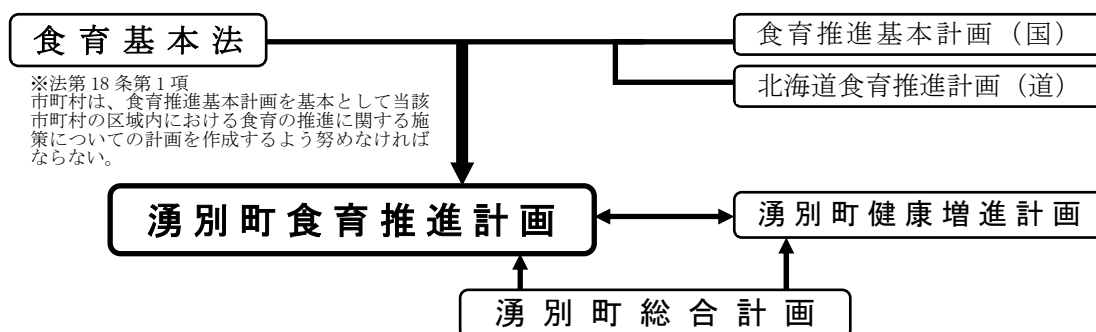 食育基本法
食育推進基本計画（国）
北海道食育推進計画（道）
※法第18条第1項
市町村は、食育推進基本計画を基本として当該
市町村の区域内における食育の推進に関する施
策についての計画を作成するよう努めなければ
ならない。
湧別町食育推進計画
湧別町健康増進計画
湧別町総合計画